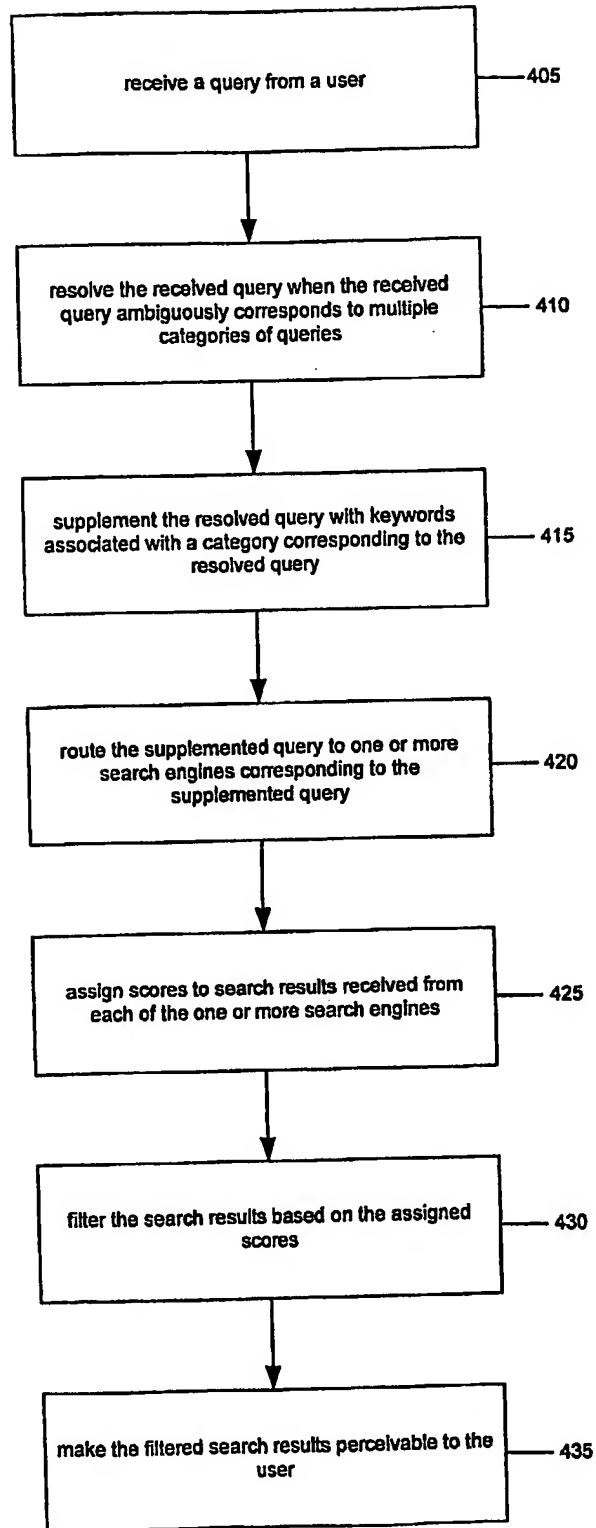 receive a query from a user
405
resolve the received query when the received
query ambiguously corresponds to multiple
categories of queries
410
supplement the resolved query with keywords
associated with a category corresponding to the
resolved query
415
route the supplemented query to one or more
search engines corresponding to the
supplemented query
420
assign scores to search results received from
each of the one or more search engines
425
filter the search results based on the assigned
scores
430
make the filtered search results perceivable to the
user
435